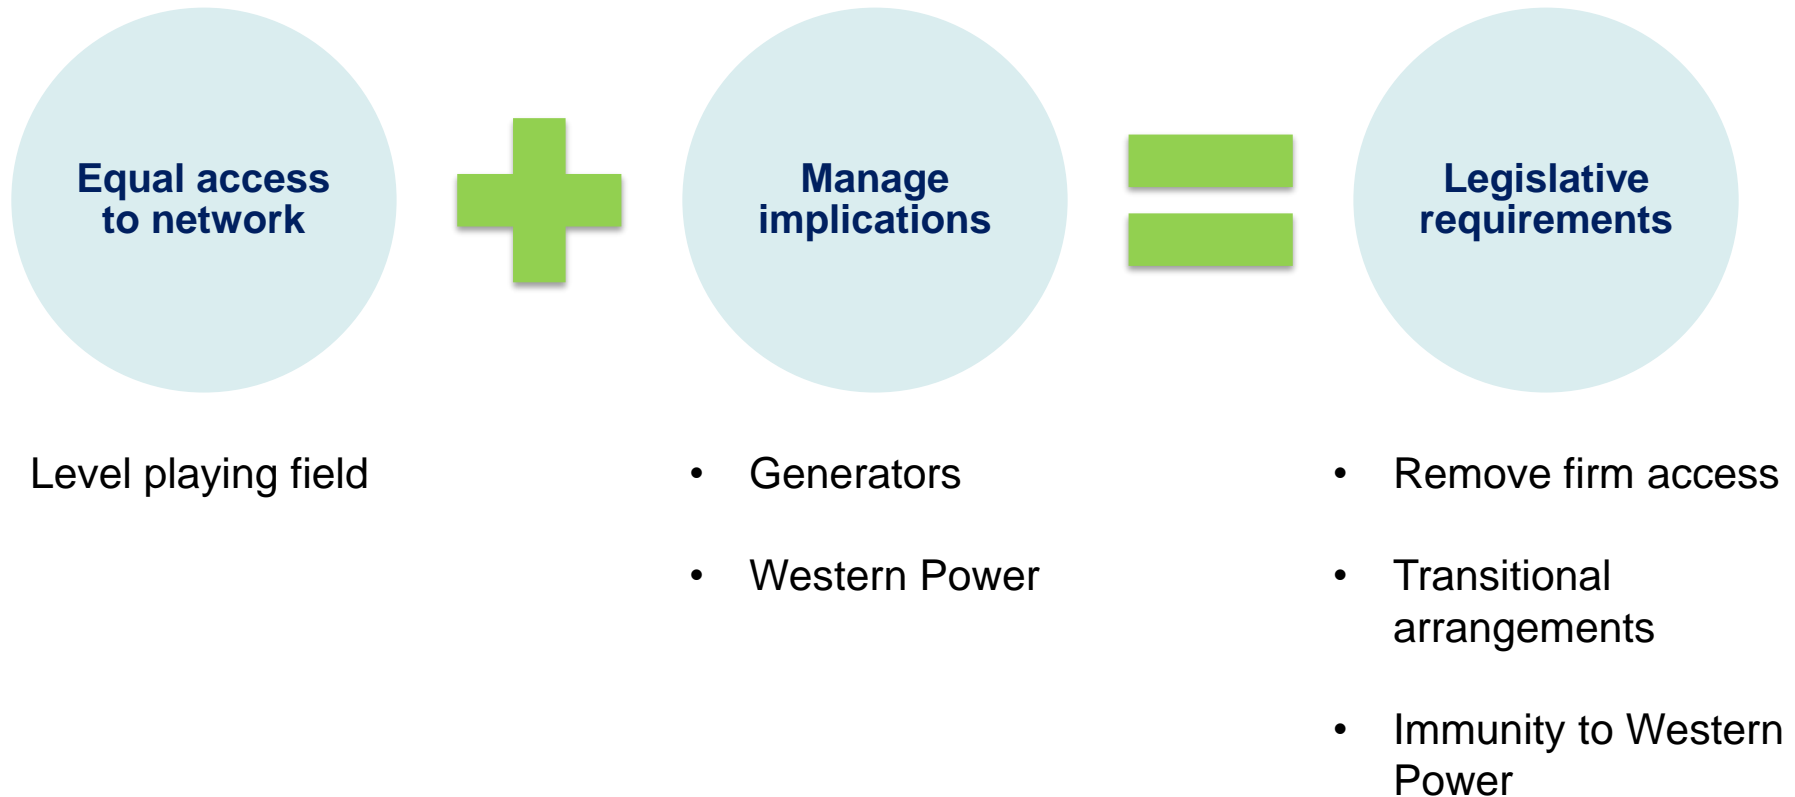 Equal access
to network
Manage
implications
Legislative
requirements
Level playing field
• Generators
• Western Power
• Remove firm access
• Transitional
arrangements
• Immunity to Western
Power